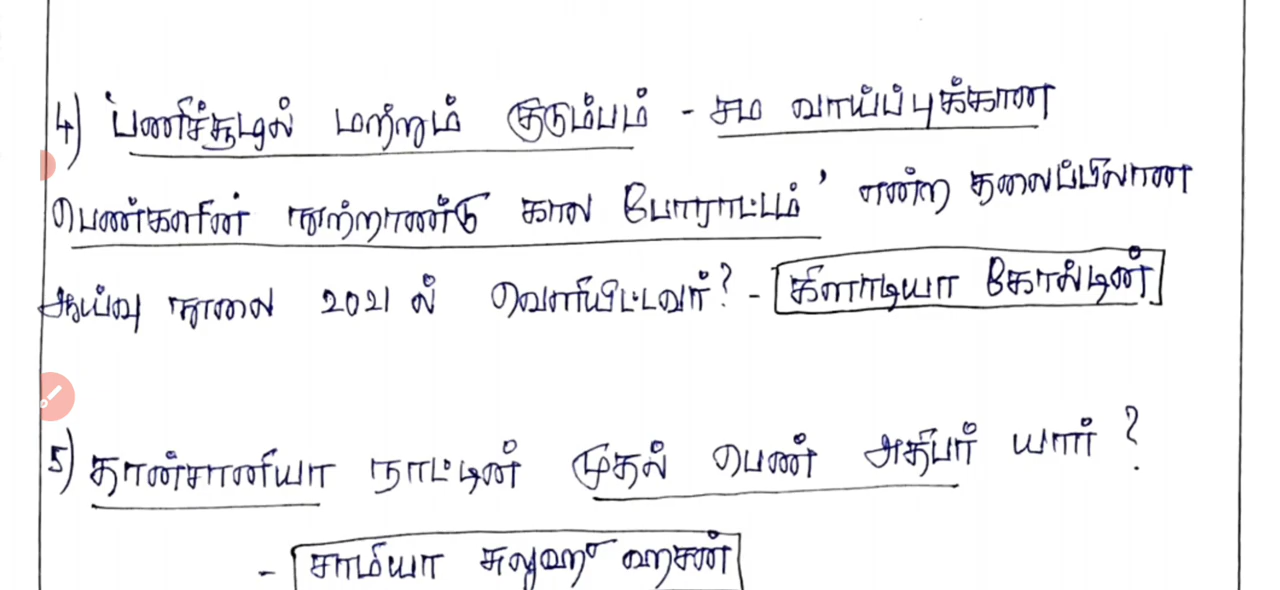 4) 'பணிச்சூழல் மற்றும் குடும்பம் - சம வாய்ப்புக்கான
பெண்களின் நூற்றாண்டு கால போராட்டம்' என்ற தலைப்பிலான
ஆய்வு நூலை 2021 ல் வெளியிட்டவர்? - கிளாடியா கோல்டின்
5) தான்சானியா நாட்டின் முதல் பெண் அதிபர் யார்?
- சாமியா சுலுஹூ ஹசன்